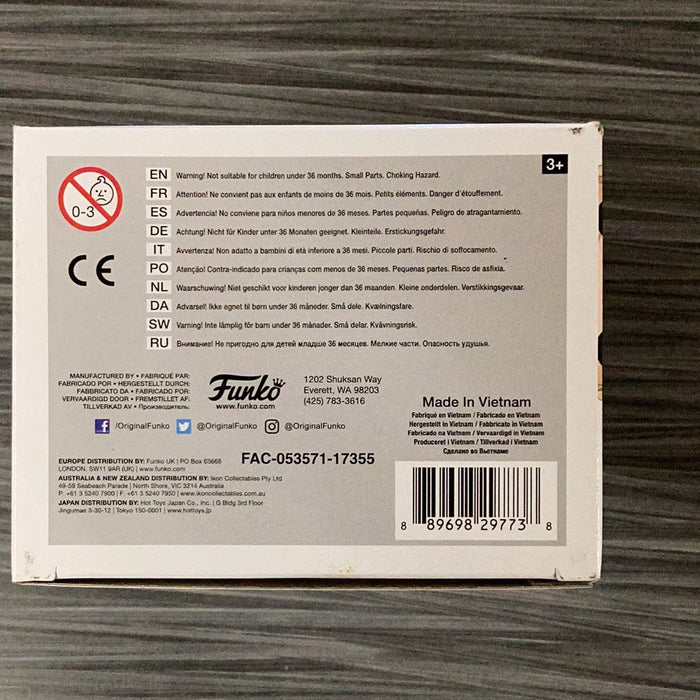 3+
0-3
EN Warning! Not suitable for children under 36 months. Small Parts. Choking Hazard.
FR Attention! Ne convient pas aux enfants de moins de 36 mois. Petits éléments. Danger d'étouffement.
ES Advertencia! No conviene para niños menores de 36 meses. Partes pequeñas. Peligro de atragantamiento.
DE Achtung! Nicht für Kinder unter 36 Monaten geeignet. Kleinteile. Erstickungsgefahr.
IT Avvertenza! Non adatto a bambini di età inferiore a 36 mesi. Piccole parti. Rischio di soffocamento.
PO Atenção! Contra-indicado para crianças com menos de 36 meses. Pequenas partes. Risco de asfixia.
NL Waarschuwing! Niet geschikt voor kinderen jonger dan 36 maanden. Kleine onderdelen. Verstikkingsgevaar.
DA Advarsel! Ikke egnet til børn under 36 måneder. Små dele. Kvælningsfare.
SW Varning! Inte lämplig för barn under 36 månader. Små delar. Kvävningsrisk.
RU Внимание! Не пригодно для детей младше 36 месяцев. Мелкие части. Опасность удушья.
CE
MANUFACTURED BY • FABRIQUÉ PAR:
FABRICADO POR • HERGESTELLT DURCH:
FABBRICATO DA • FABRICADO POR:
VERVAARDIGD DOOR • FREMSTILLET AF:
TILLVERKAD AV • Производитель:
Funko
www.funko.com
1202 Shuksan Way
Everett, WA 98203
(425) 783-3616
/OriginalFunko @OriginalFunko @OriginalFunko
Made In Vietnam
Fabriqué en Vietnam / Fabricado en Vietnam
Hergestellt in Vietnam / Fabbricato in Vietnam
Fabricado na Vietnam / Vervaardigd in Vietnam
Produceret i Vietnam / Tillverkad i Vietnam
Сделано во Вьетнаме
EUROPE DISTRIBUTION BY: Funko UK | PO Box 63668
LONDON, SW11 9AR (UK) | www.funko.com
FAC-053571-17355
AUSTRALIA & NEW ZEALAND DISTRIBUTION BY: Ikon Collectables Pty Ltd
49-59 Seabeach Parade | North Shore, VIC 3214 Australia
P: +61 3 5240 7900 | F: +61 3 5240 7950 | www.ikoncollectables.com.au
JAPAN DISTRIBUTION BY: Hot Toys Japan Co., Inc. | G Bldg 3rd Floor
Jingumae 3-30-12 | Tokyo 150-0001 | www.hottoys.jp
8 89698 29773 8